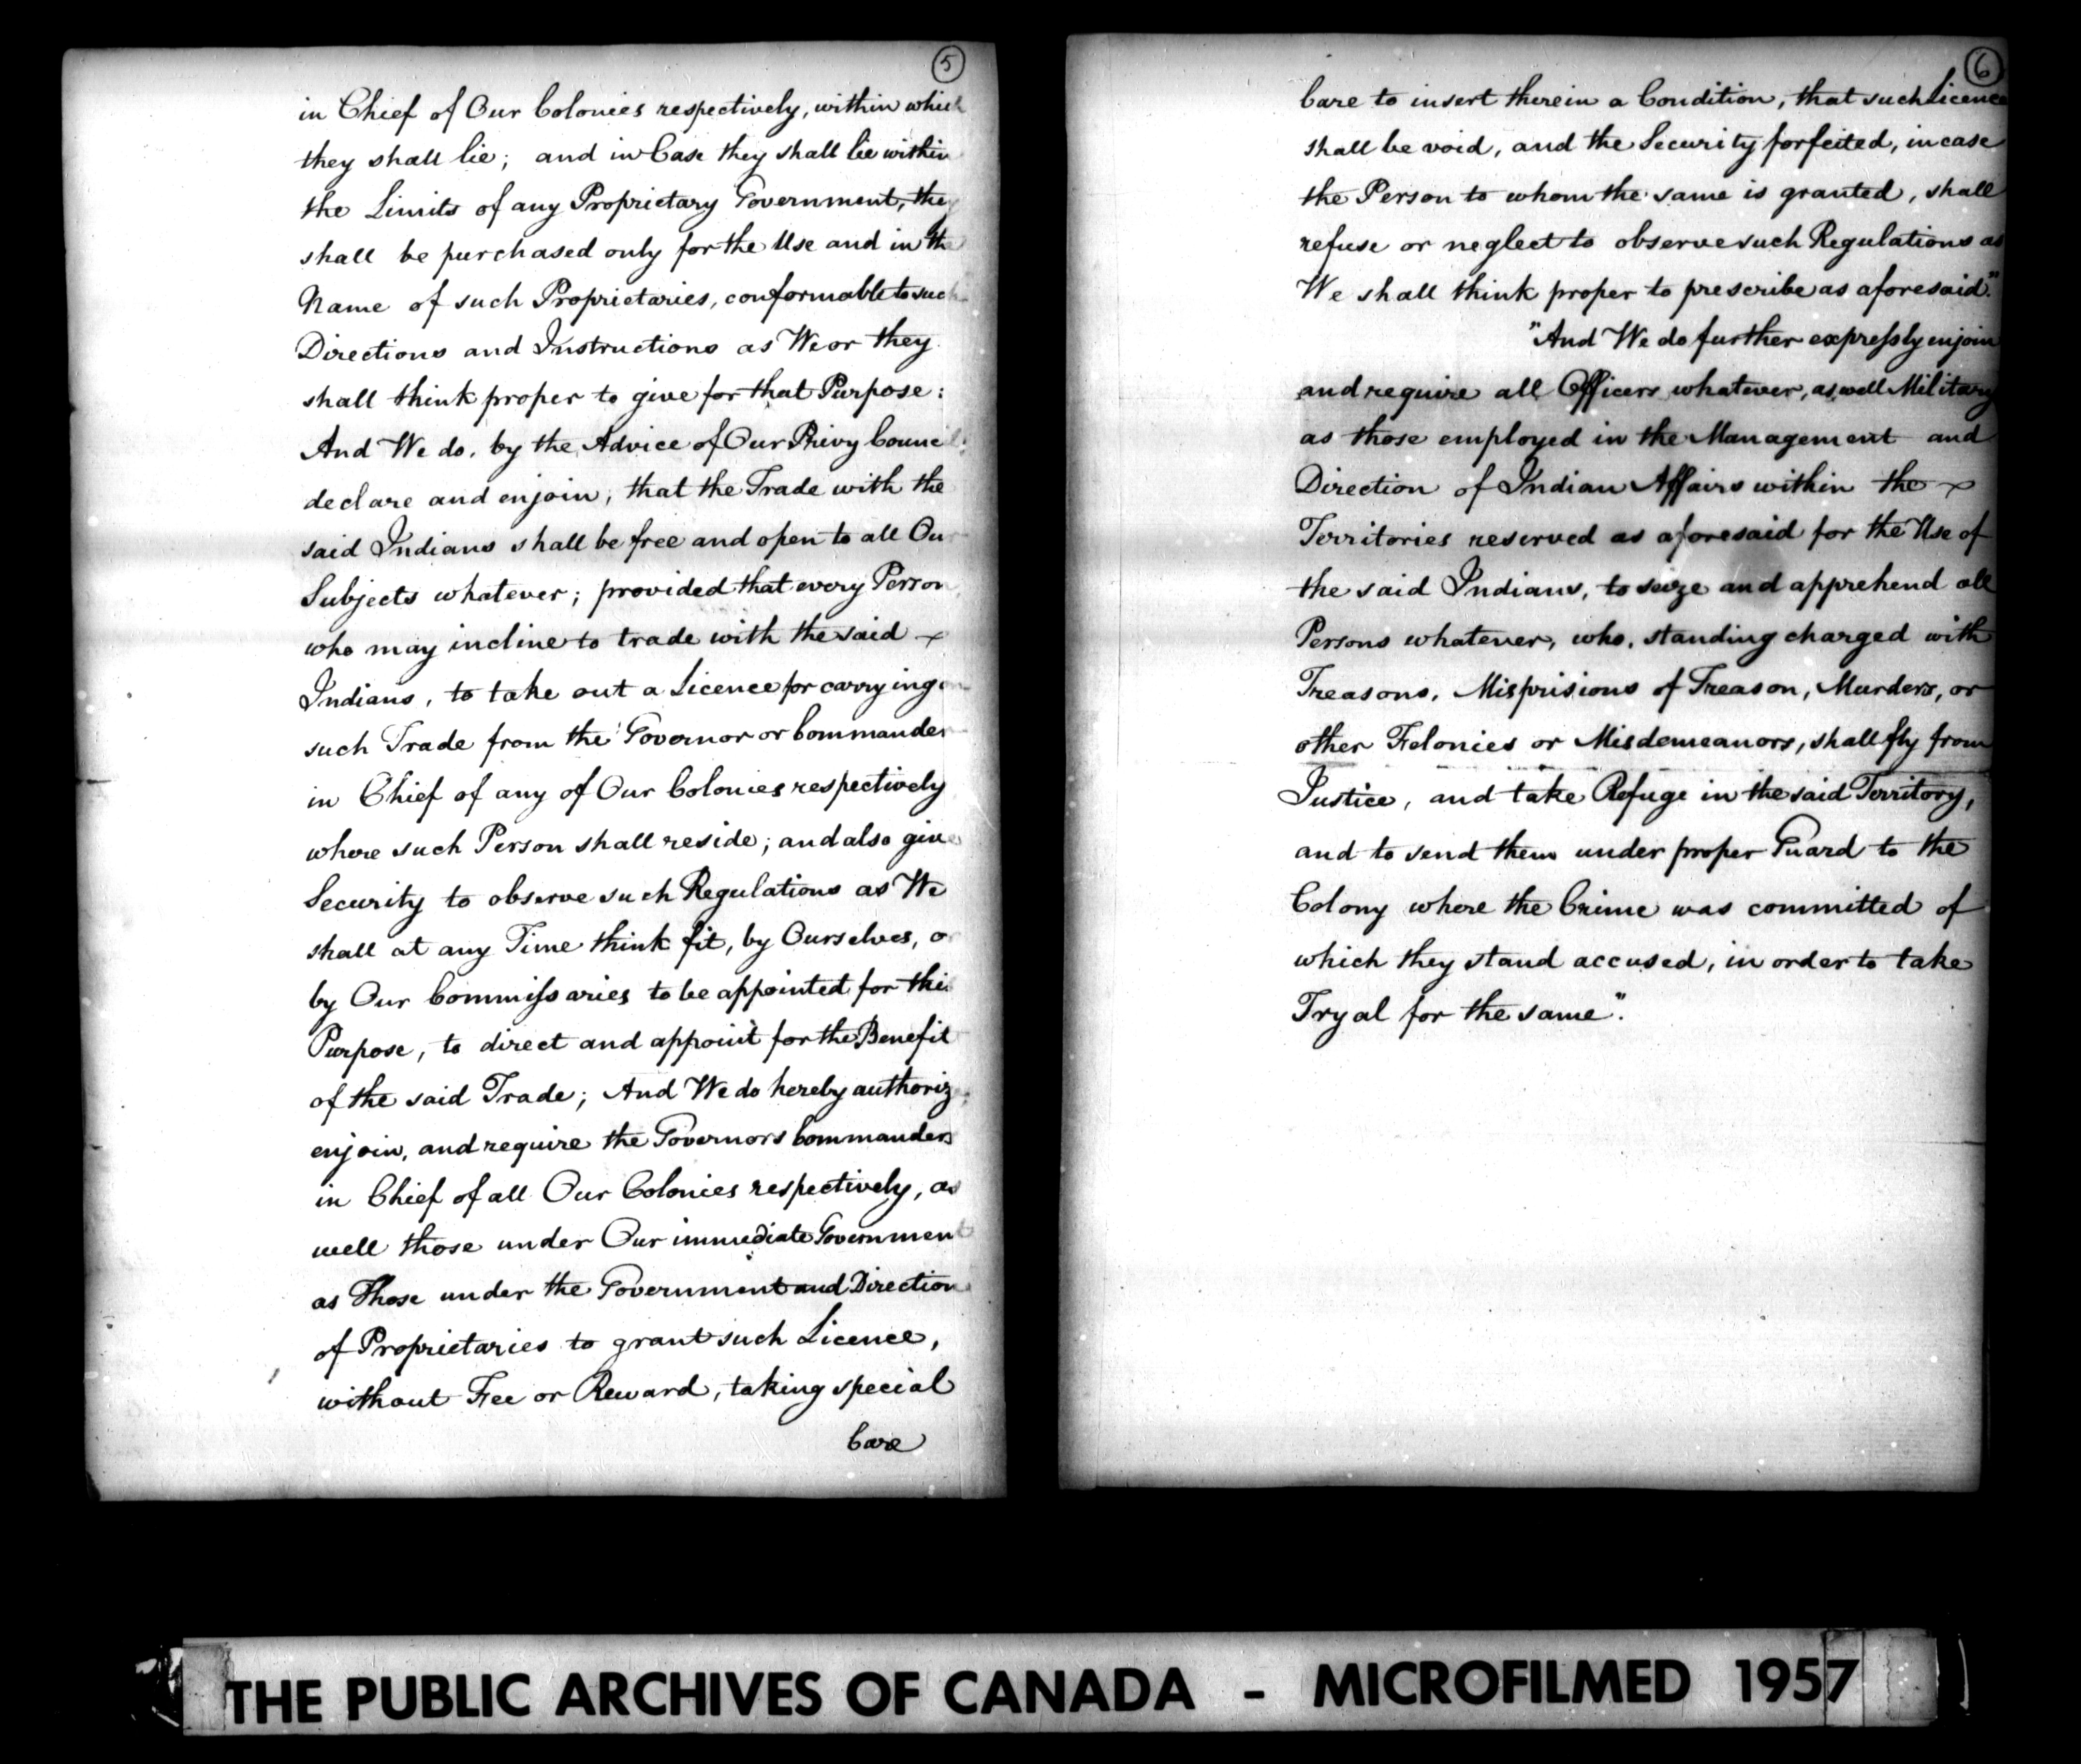 5
in Chief of Our Colonies respectively, within which
they shall lie; and in Case they shall lie within
the Limits of any Proprietary Government, they
shall be purchased only for the Use and in the
Name of such Proprietaries, conformable to such
Directions and Instructions as We or they
shall think proper to give for that Purpose:
And We do, by the Advice of Our Privy Council
declare and enjoin, that the Trade with the
said Indians shall be free and open to all Our
Subjects whatever; provided that every Person
who may incline to trade with the said
Indians, to take out a Licence for carrying on
such Trade from the Governor or Commander
in Chief of any of Our Colonies respectively
where such Person shall reside; and also give
Security to observe such Regulations as We
shall at any Time think fit, by Ourselves, or
by Our Commissaries to be appointed for this
Purpose, to direct and appoint for the Benefit
of the said Trade; And We do hereby authorize,
enjoin, and require the Governors Commanders
in Chief of all Our Colonies respectively, as
well those under Our immediate Government
as Those under the Government and Direction
of Proprietaries to grant such Licence,
without Fee or Reward, taking special
Care
6
Care to insert therein a Condition, that such Licence
shall be void, and the Security forfeited, in case
the Person to whom the same is granted, shall
refuse or neglect to observe such Regulations as
We shall think proper to prescribe as aforesaid."
"And We do further expressly enjoin
and require all Officers whatever, as well Military
as those employed in the Management and
Direction of Indian Affairs within the
Territories reserved as aforesaid for the Use of
the said Indians, to seize and apprehend all
Persons whatever, who, standing charged with
Treasons, Misprisions of Treason, Murders, or
other Felonies or Misdemeanors, shall fly from
Justice, and take Refuge in the said Territory,
and to send them under proper Guard to the
Colony where the Crime was committed of
which they stand accused, in order to take
Tryal for the same".
THE PUBLIC ARCHIVES OF CANADA - MICROFILMED 1957